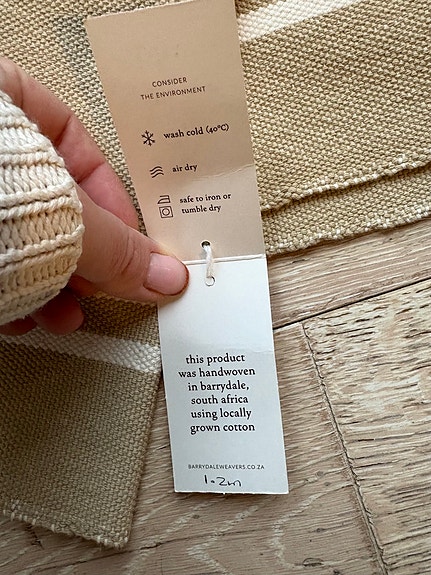 CONSIDER
THE ENVIRONMENT
wash cold (40°C)
air dry
safe to iron or
tumble dry
this product
was handwoven
in barrydale,
south africa
using locally
grown cotton
BARRYDALEWEAVERS.CO.ZA
1.2m